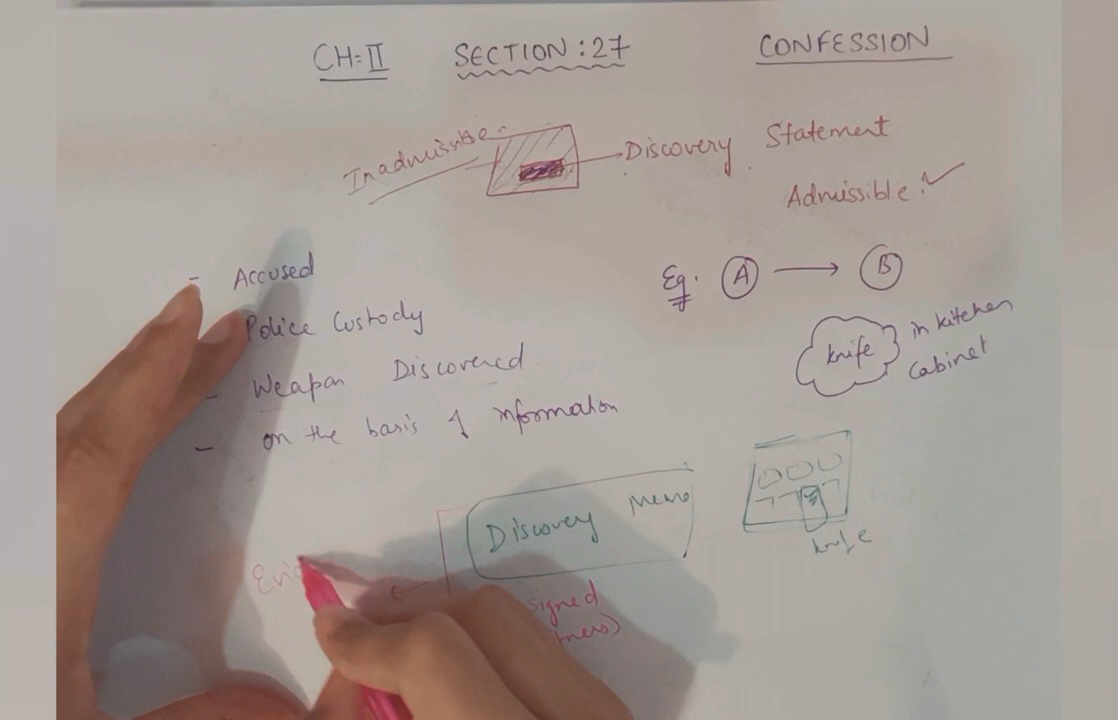 CH=II SECTION:27 CONFESSION
Inadmissible
Discovery Statement
Admissible ✓
- Accused
Police Custody
- Weapon Discovered
- on the basis of information
Eg. A → B
knife in kitchen
cabinet
Discovery Memo
knife
signed
Evi